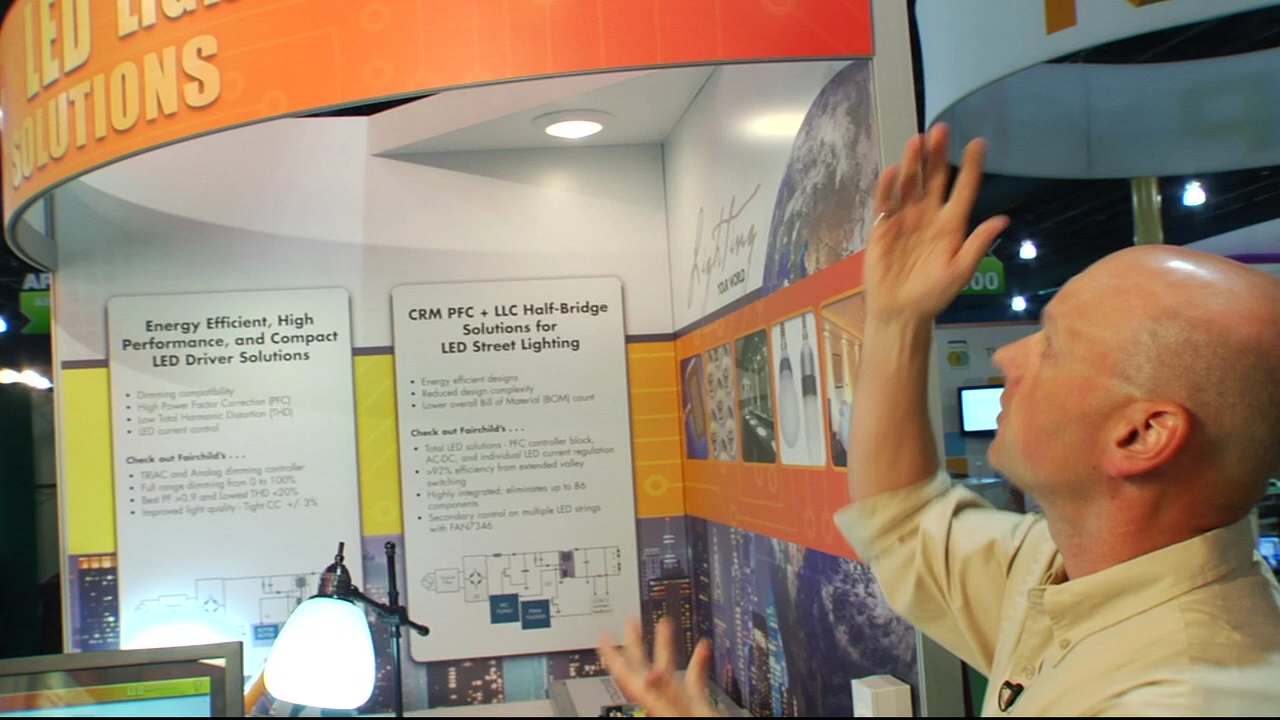 LED Lig
SOLUTIONS
Lighting
YOUR WORLD
AP
500
Energy Efficient, High
Performance, and Compact
LED Driver Solutions
• Dimming compatibility
• High Power Factor Correction (PFC)
• Low Total Harmonic Distortion (THD)
• LED current control
Check out Fairchild's . . .
• TRIAC and Analog dimming controller
• Full range dimming from 0 to 100%
• Best PF >0.9 and Lowest THD <20%
• Improved light quality - Tight CC +/-3%
CRM PFC + LLC Half-Bridge
Solutions for
LED Street Lighting
• Energy efficient designs
• Reduced design complexity
• Lower overall Bill of Material (BOM) count
Check out Fairchild's . . .
• Total LED solutions - PFC controller block,
AC-DC, and individual LED current regulation
• >92% efficiency from extended valley
switching
• Highly integrated; eliminates up to 86
components
• Secondary control on multiple LED strings
with FAN7346